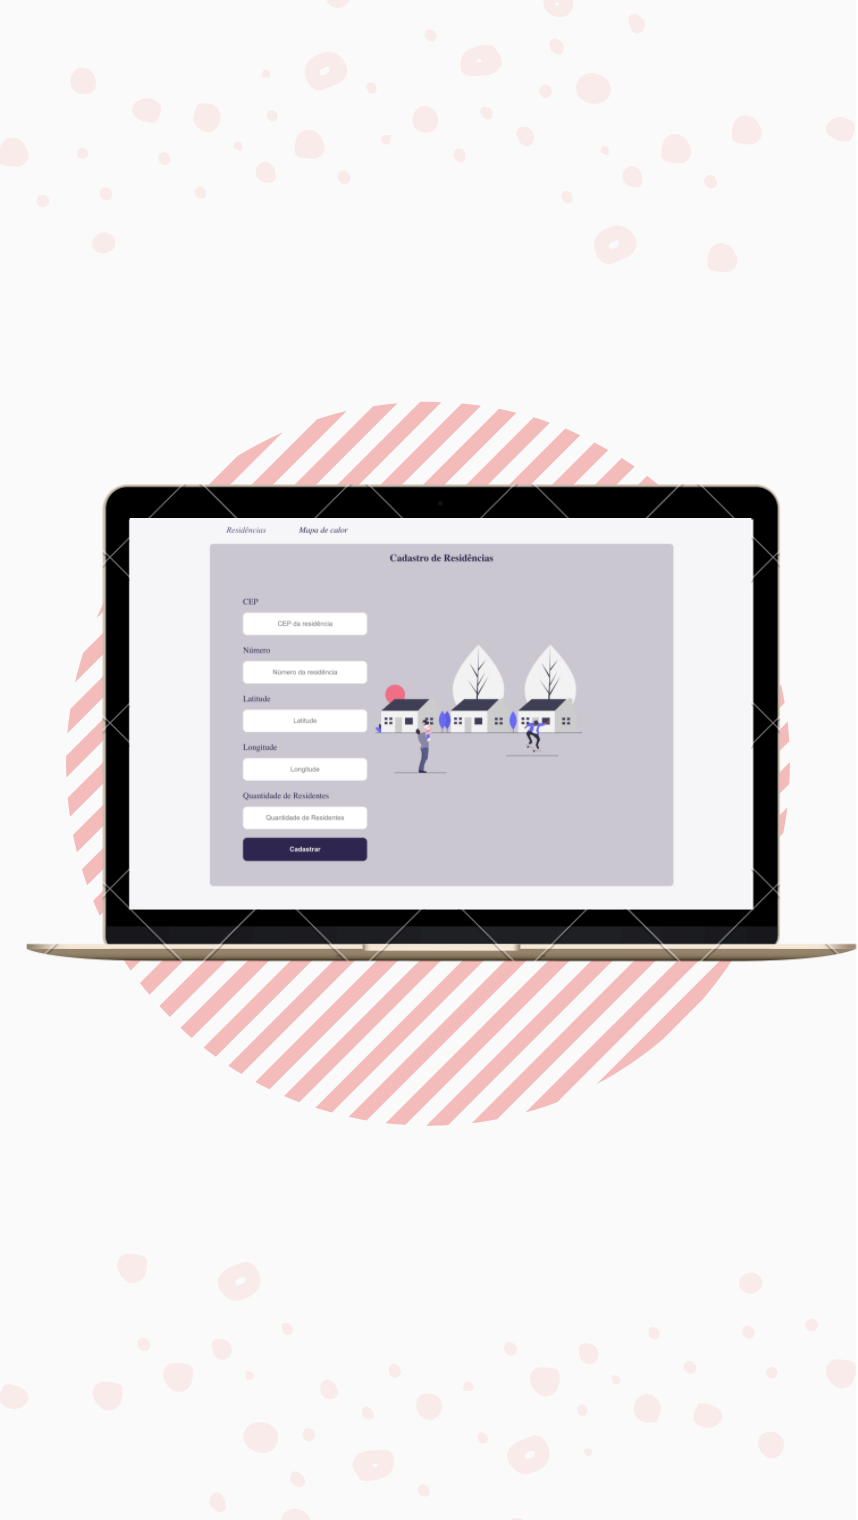 Residências Mapa de calor
Cadastro de Residências
CEP
CEP da residência
Número
Número da residência
Latitude
Latitude
Longitude
Longitude
Quantidade de Residentes
Quantidade de Residentes
Cadastrar